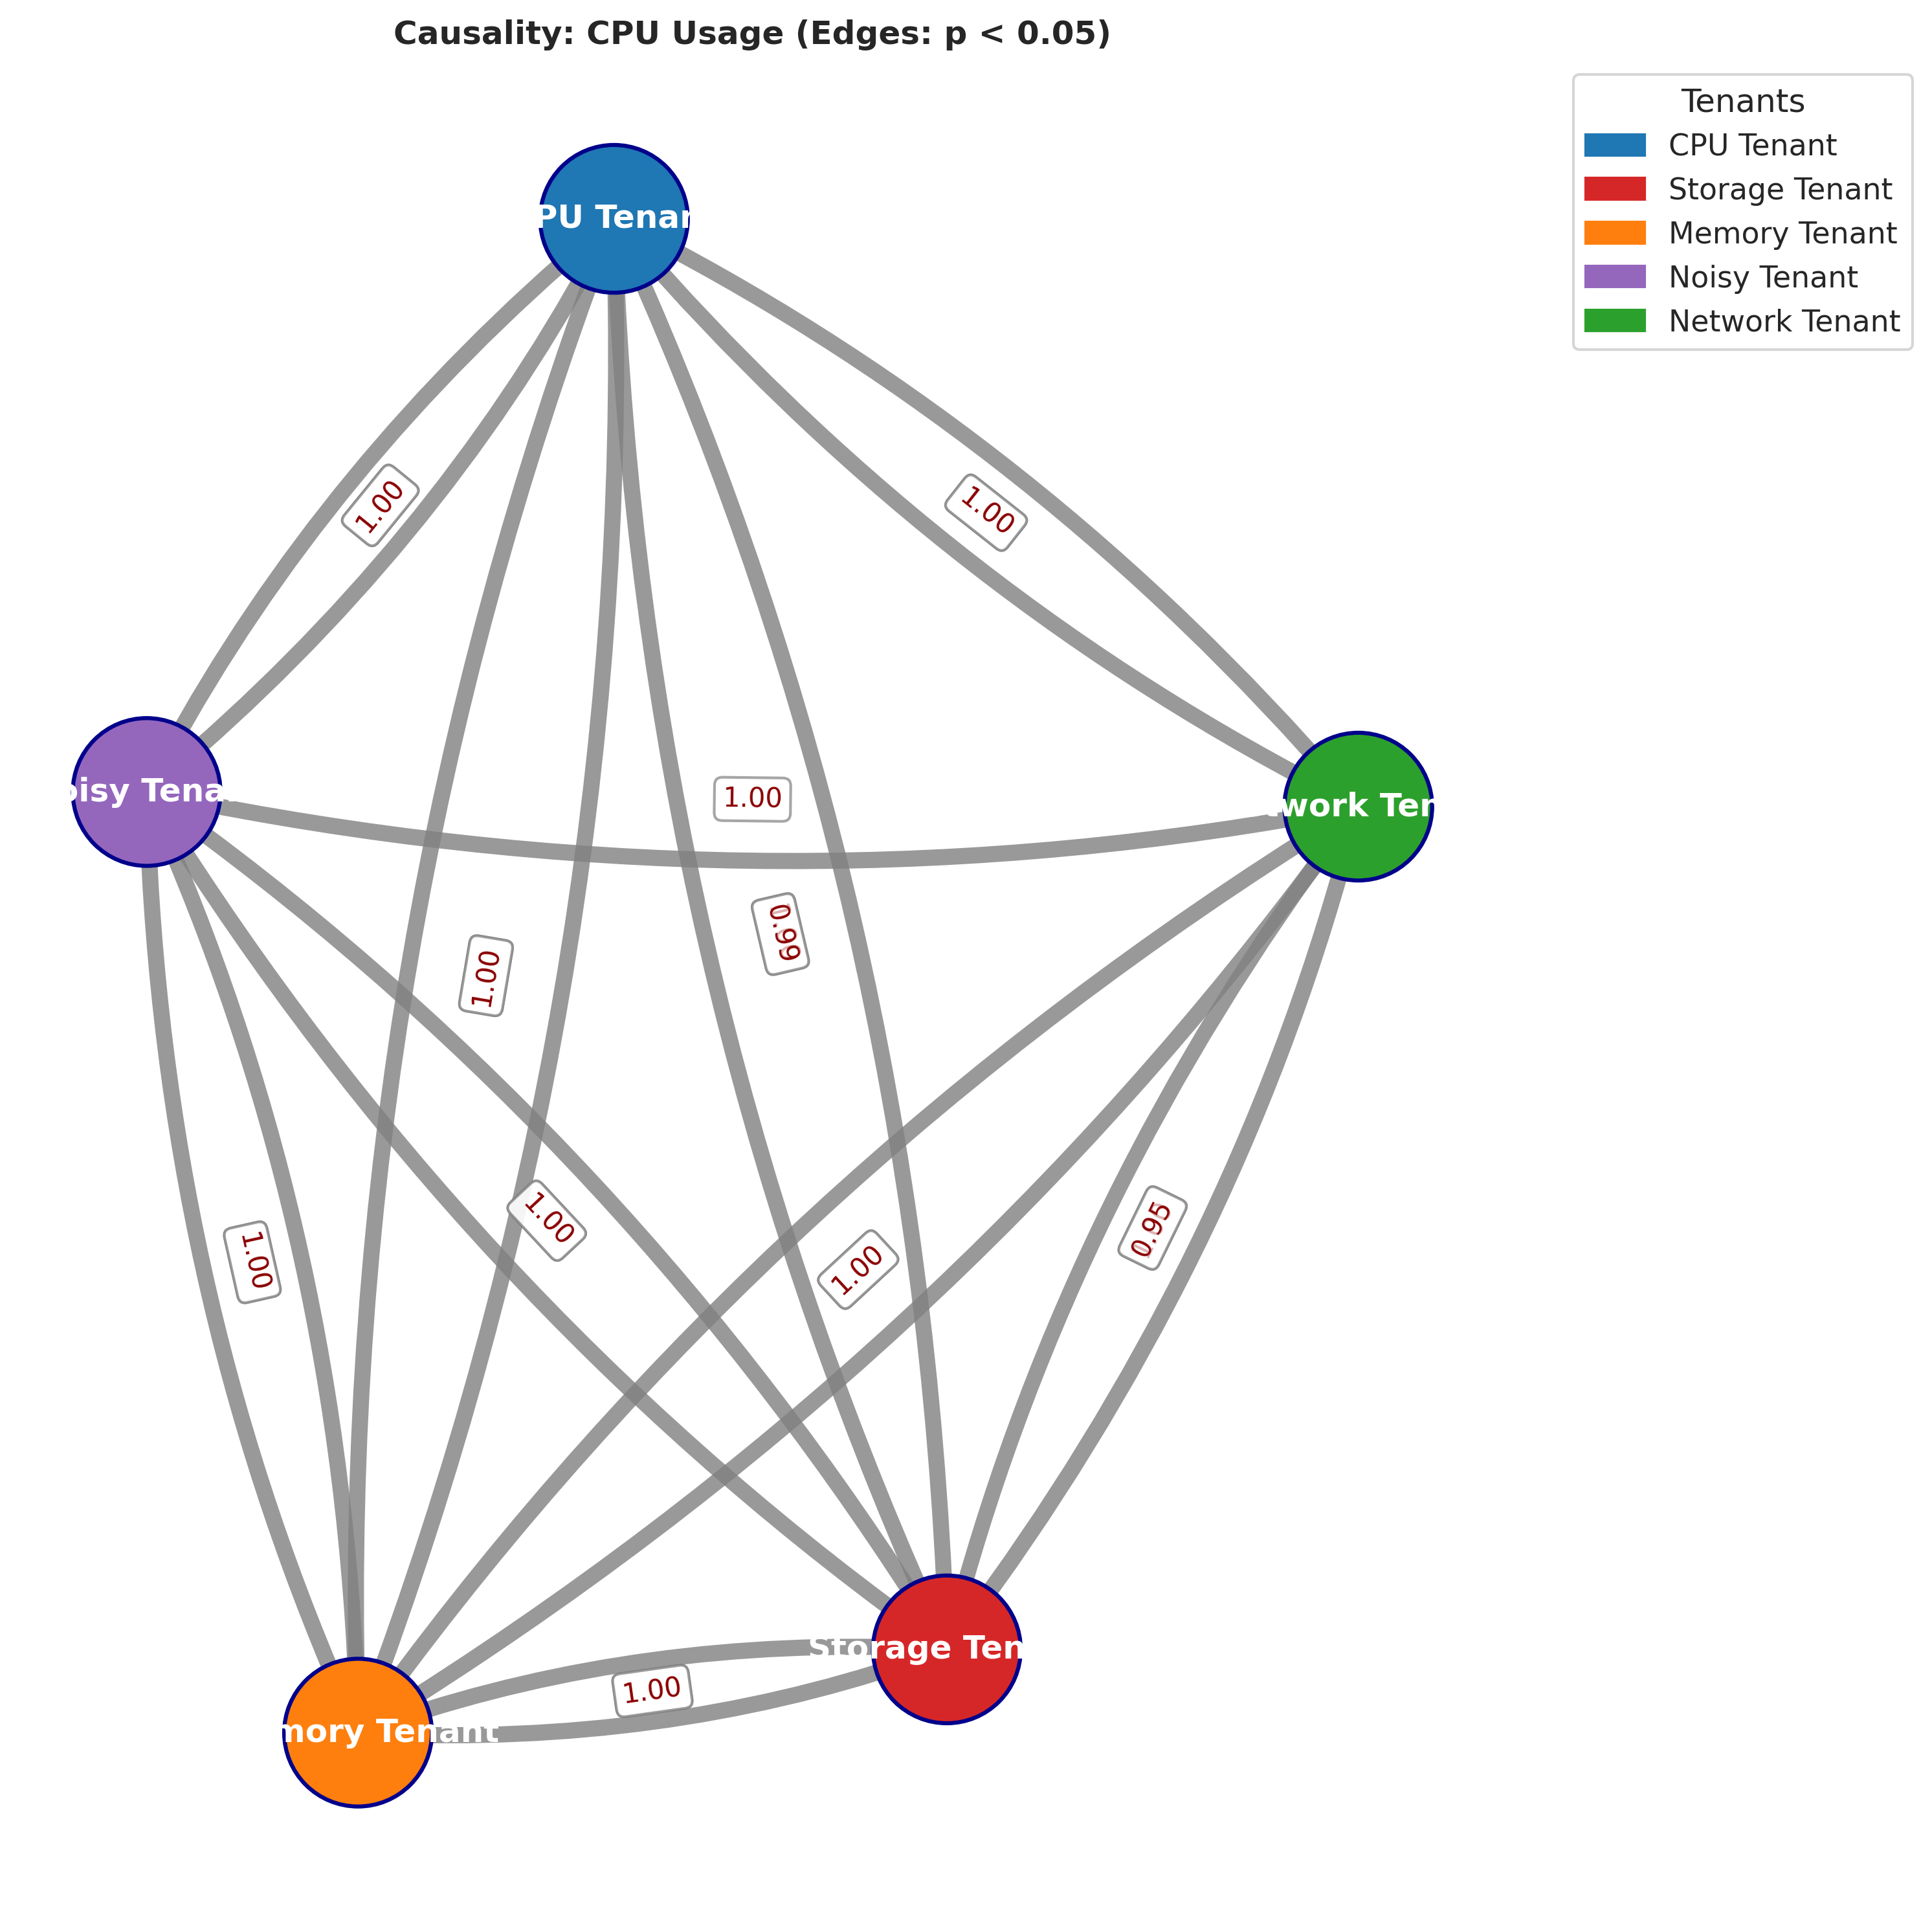 Causality: CPU Usage (Edges: p < 0.05)
Tenants
CPU Tenant
Storage Tenant
Memory Tenant
Noisy Tenant
Network Tenant
PU Tenan
1.00
1.00
oisy Tena
1.00
work Ten
0.99
1.00
1.00
1.00
1.00
0.95
Storage Ten
1.00
mory Tenant